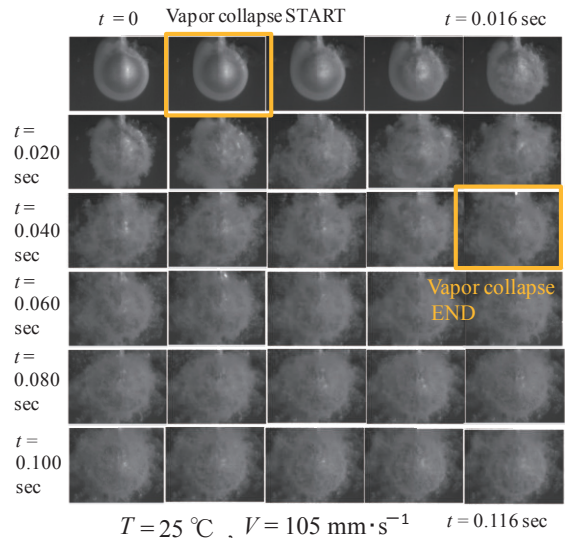 t = 0
Vapor collapse START
t = 0.016 sec
t =
0.020
sec
t =
0.040
sec
Vapor collapse
END
t =
0.060
sec
t =
0.080
sec
t =
0.100
sec
T = 25 ℃ , V = 105 mm·s⁻¹
t = 0.116 sec